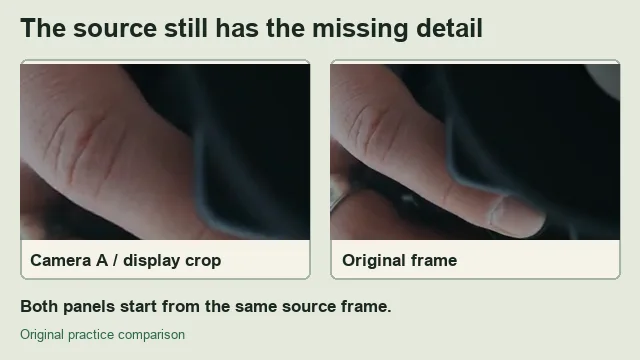 The source still has the missing detail
Camera A / display crop
Original frame
Both panels start from the same source frame.
Original practice comparison